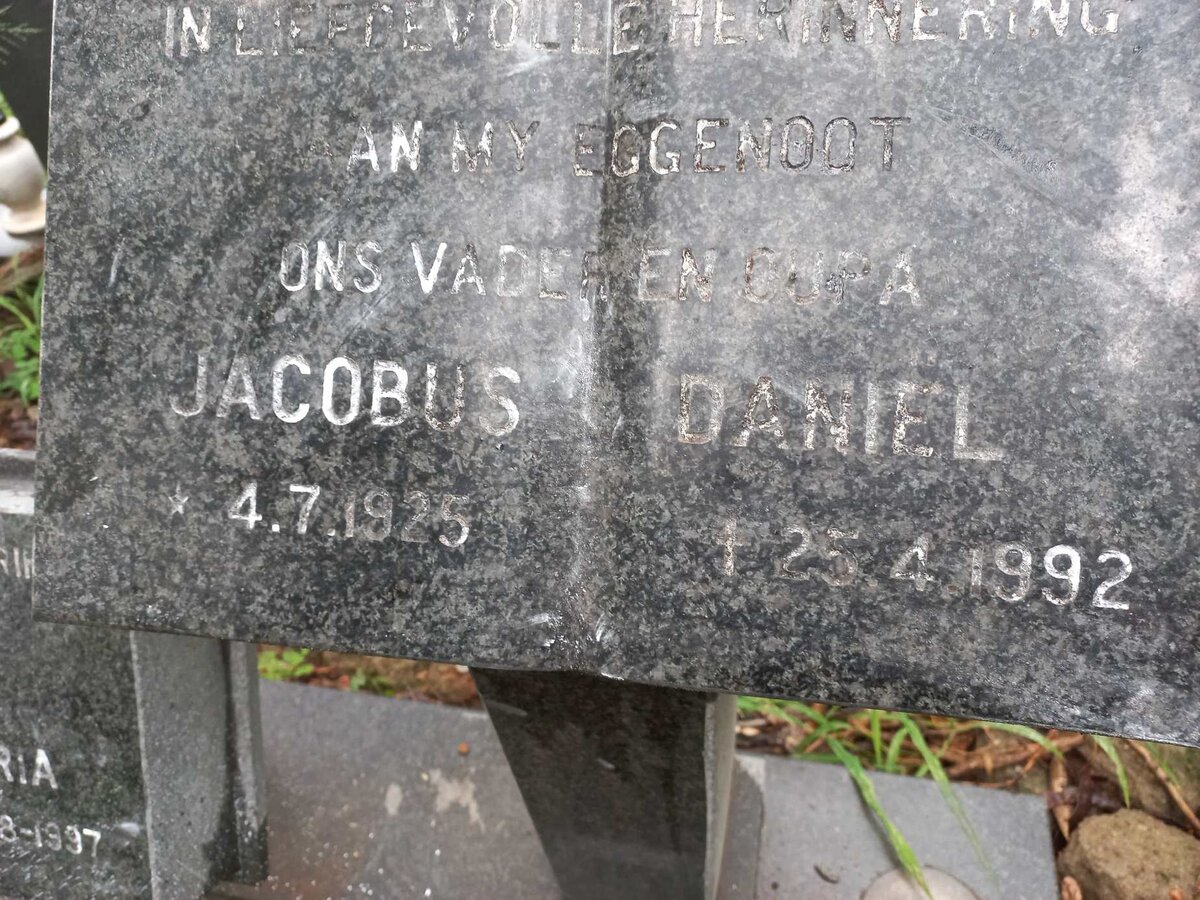 IN LIEFDEVOLLE HERINNERING
AAN MY EGGENOOT
ONS VADER EN OUPA
JACOBUS DANIËL
* 4.7.1925 † 25.4.1992
RIA
8-1997